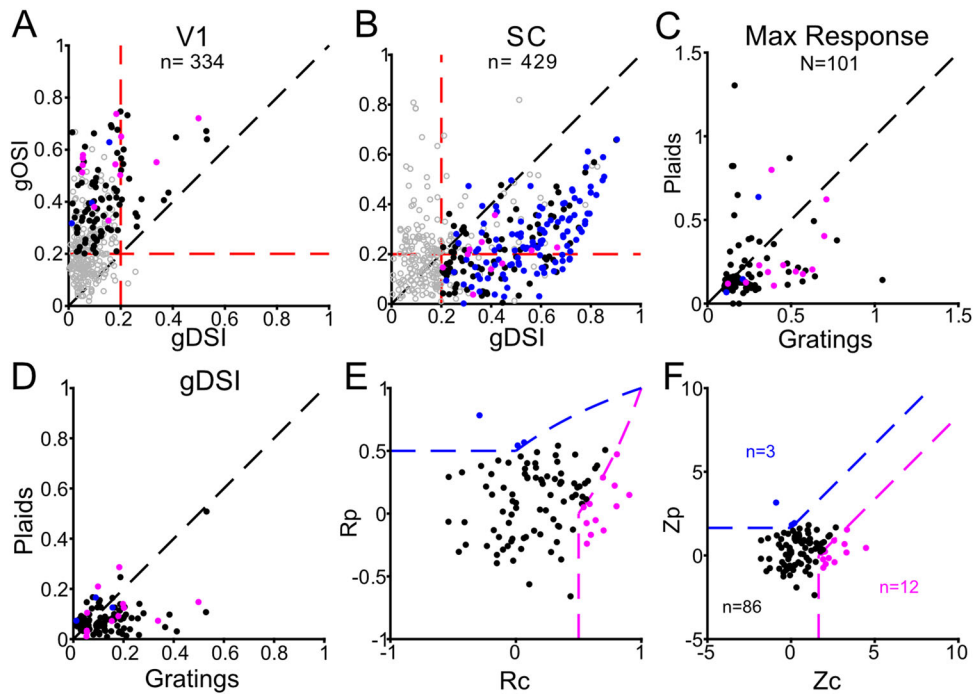 A
V1
n= 334
1
0.8
0.6
0.4
0.2
0
gOSI
0 0.2 0.4 0.6 0.8 1
gDSI
B
SC
n= 429
1
0.8
0.6
0.4
0.2
0
0 0.2 0.4 0.6 0.8 1
gDSI
C
Max Response
N=101
1.5
1
0.5
0
Plaids
0 0.5 1 1.5
Gratings
D
gDSI
1
0.8
0.6
0.4
0.2
0
Plaids
0 0.2 0.4 0.6 0.8 1
Gratings
E
1
0.5
0
-0.5
-1
Rp
-1 0 1
Rc
F
10
5
0
-5
Zp
n=3
n=12
n=86
-5 0 5 10
Zc